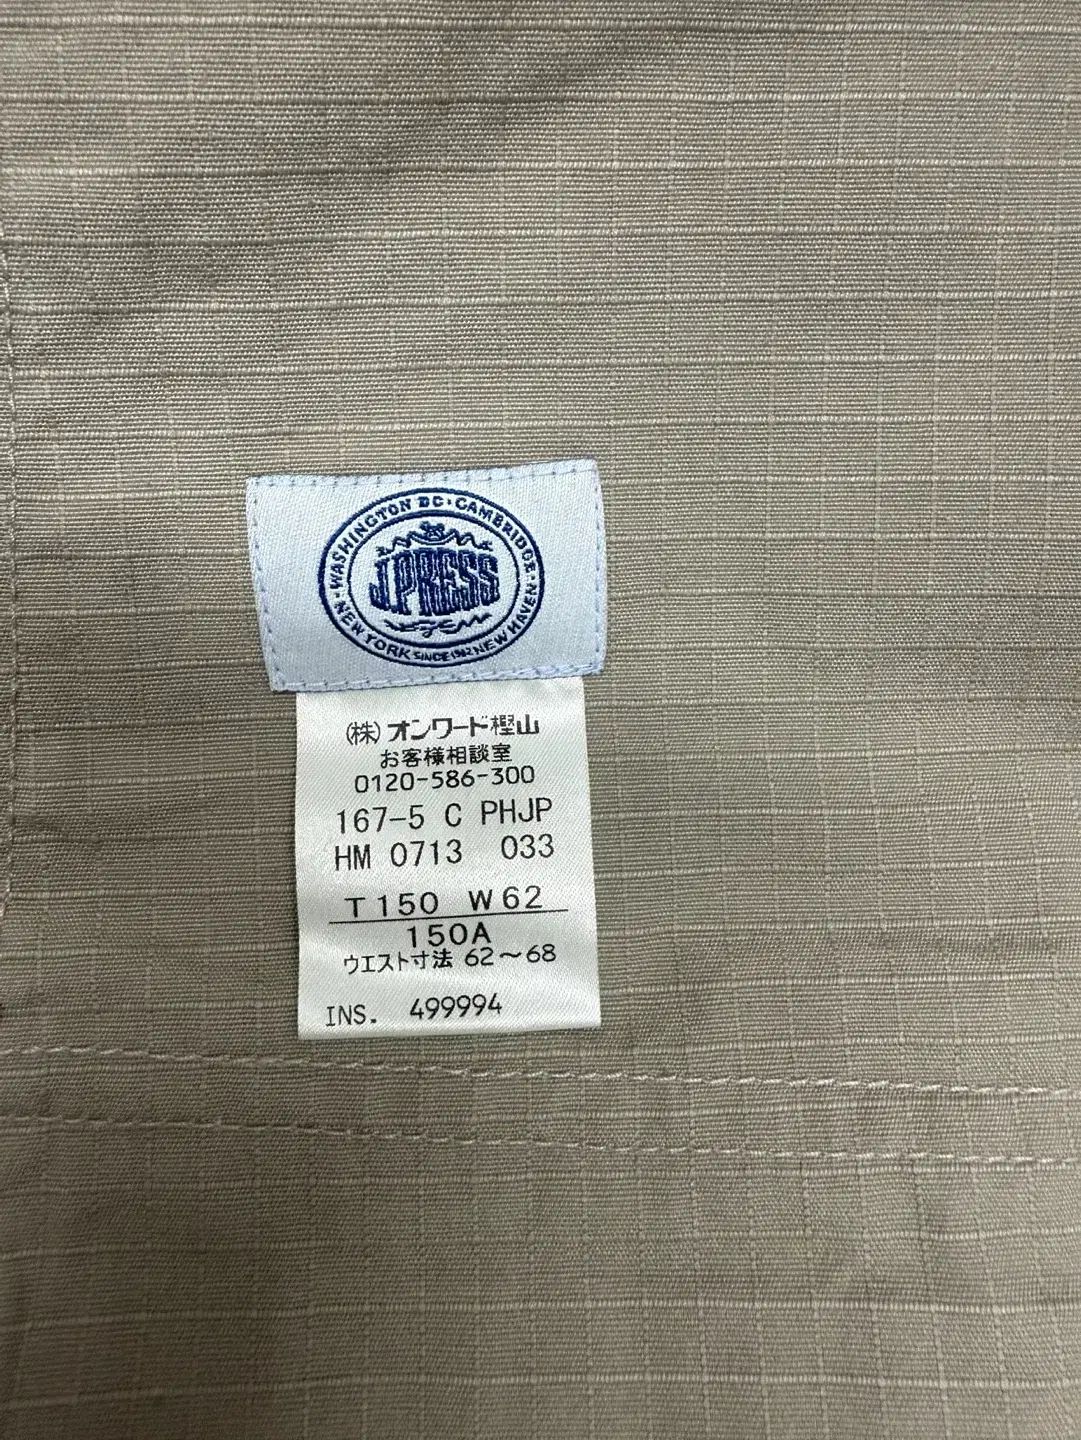 WASHINGTON DC · CAMBRIDGE · NEW HAVEN
NEW YORK SINCE 1902
J.PRESS
(株)オンワード樫山
お客様相談室
0120-586-300
167-5 C PHJP
HM 0713 033
T150 W62
150A
ウエスト寸法 62～68
INS. 499994